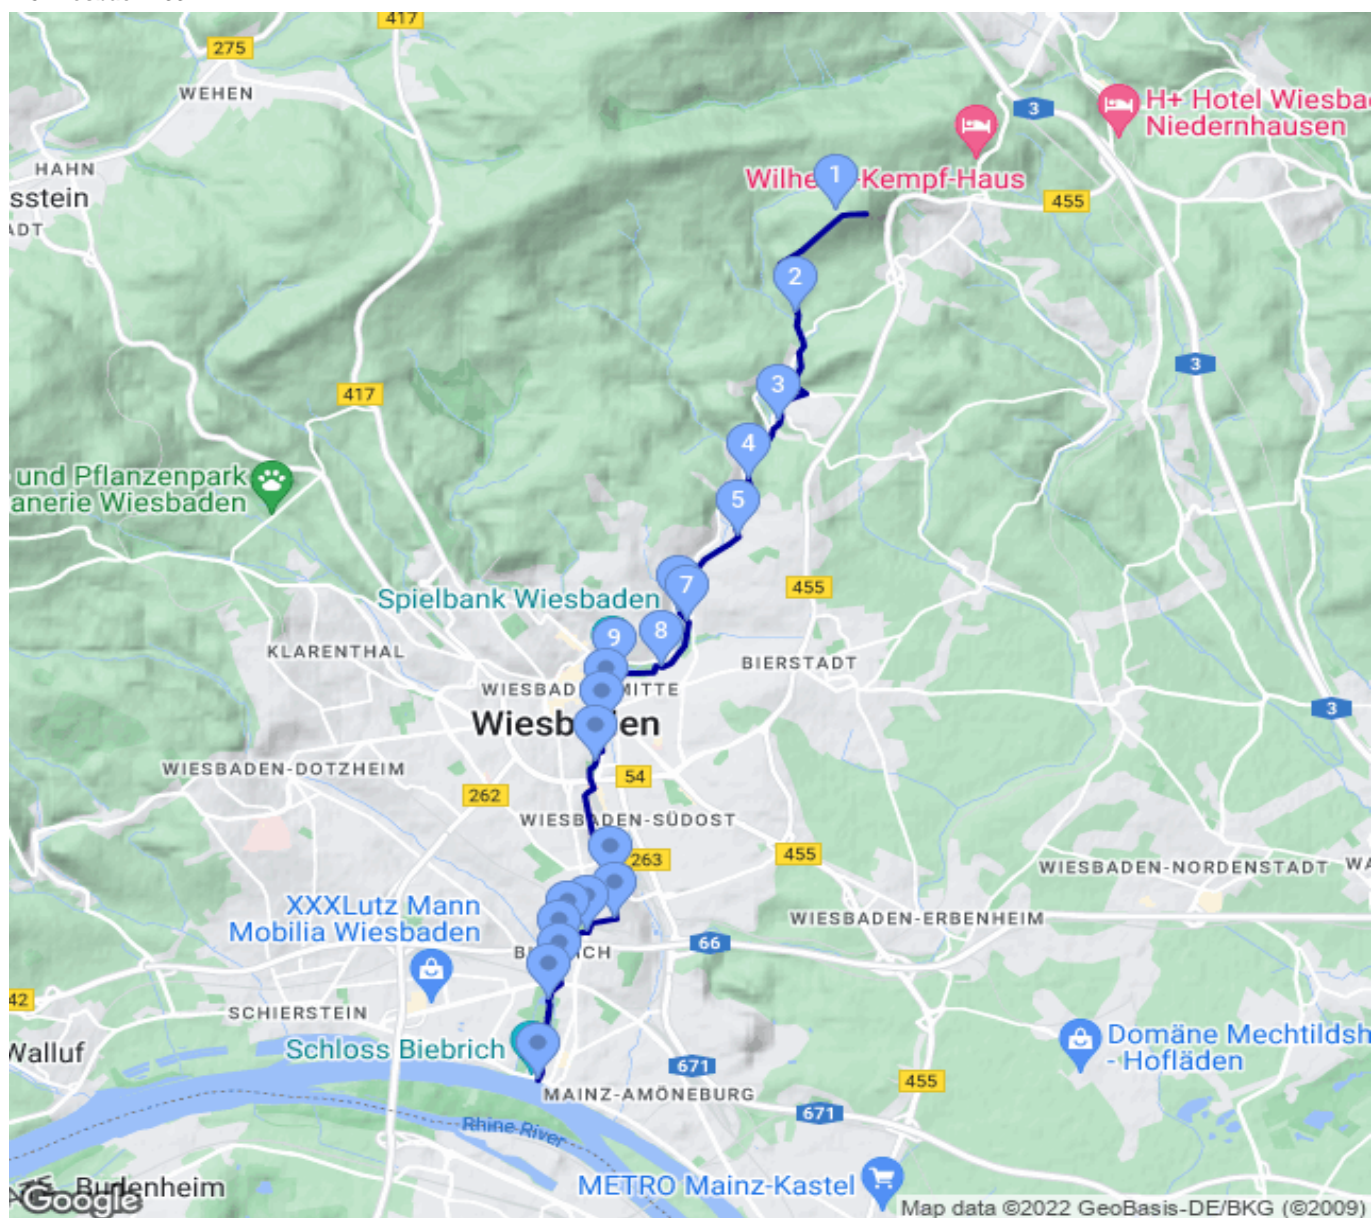 417
275
WEHEN
3
H+ Hotel Wiesba
Niedernhausen
HAHN
1
Wilhe
-Kempf-Haus
sstein
455
ADT
2
3
417
3
4
und Pflanzenpark
anerie Wiesbaden
5
455
Spielbank Wiesbaden
7
8
9
KLARENTHAL
BIERSTADT
WIESBAD
MITTE
3
Wiesb
den
WIESBADEN-DOTZHEIM
54
262
WIESBADEN-SÜDOST
263
455
WIESBADEN-NORDENSTADT
WA
XXXLutz Mann
Mobilia Wiesbaden
WIESBADEN-ERBENHEIM
B
ICH
66
42
SCHIERSTEIN
Walluf
Schloss Biebrich
Domäne Mechtildsh
- Hofläden
671
455
MAINZ-AMÖNEBURG
671
Rhine River
Budenheim
METRO Mainz-Kastel
Google
Map data ©2022 GeoBasis-DE/BKG (©2009)